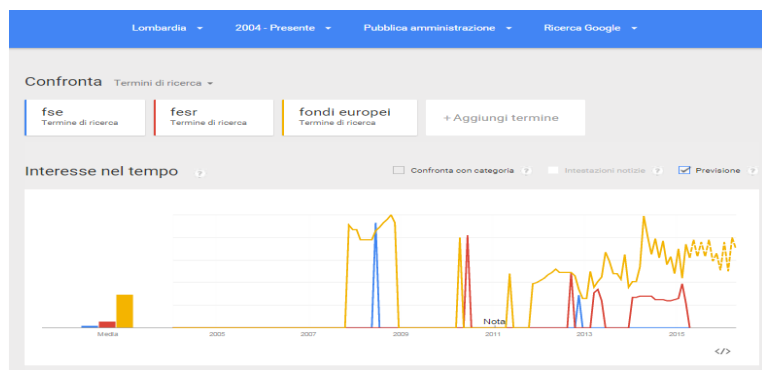 Lombardia 2004 - Presente Pubblica amministrazione Ricerca Google
Confronta Termini di ricerca
fse fesr fondi europei
Termine di ricerca Termine di ricerca Termine di ricerca
+Aggiungi termine
Interesse nel tempo ? Confronta con categoria ? Intestazioni notizie ? Previsione ?
Nota
Media 2005 2007 2009 2011 2013 2015
</>